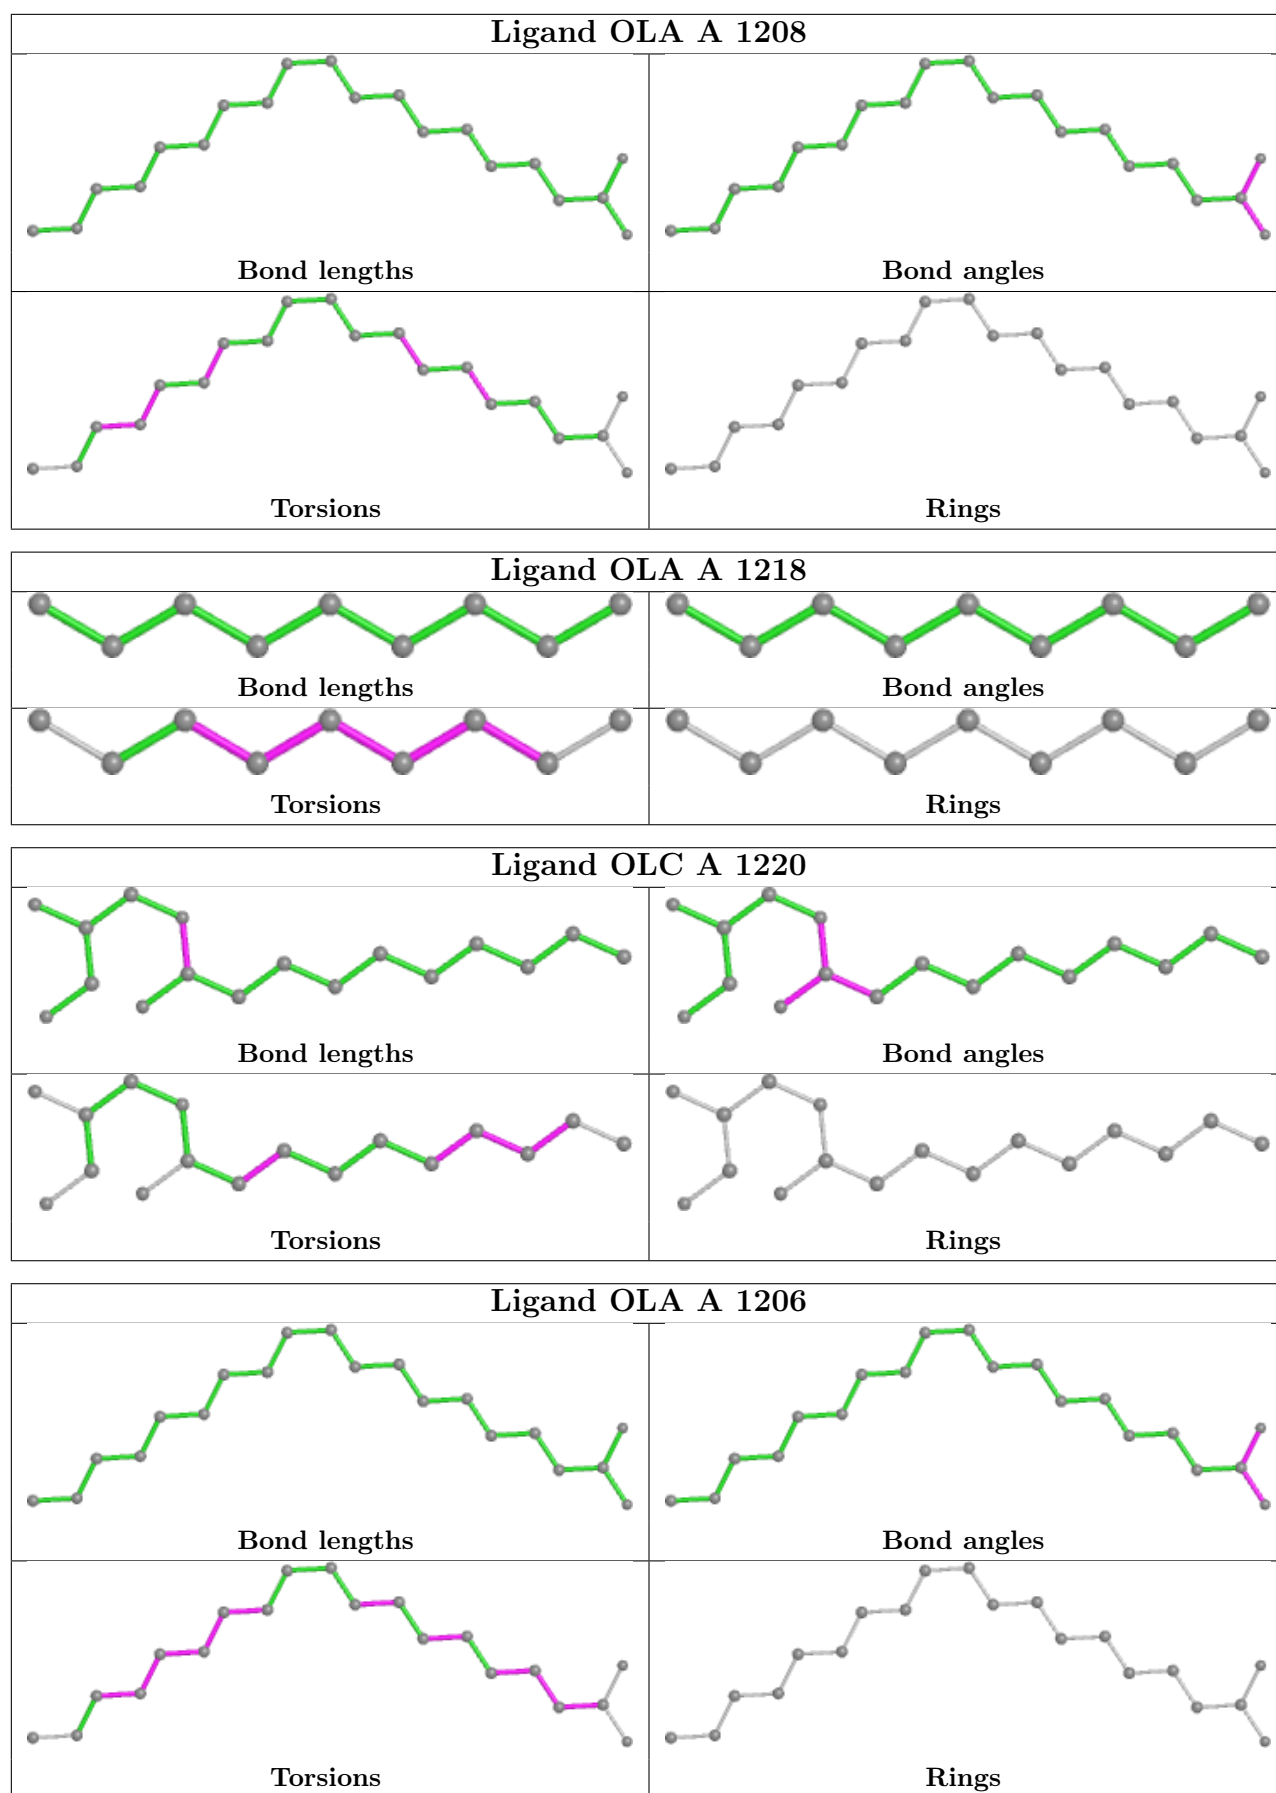 Ligand OLA A 1208
Bond lengths
Bond angles
Torsions
Rings
Ligand OLA A 1218
Bond lengths
Bond angles
Torsions
Rings
Ligand OLC A 1220
Bond lengths
Bond angles
Torsions
Rings
Ligand OLA A 1206
Bond lengths
Bond angles
Torsions
Rings